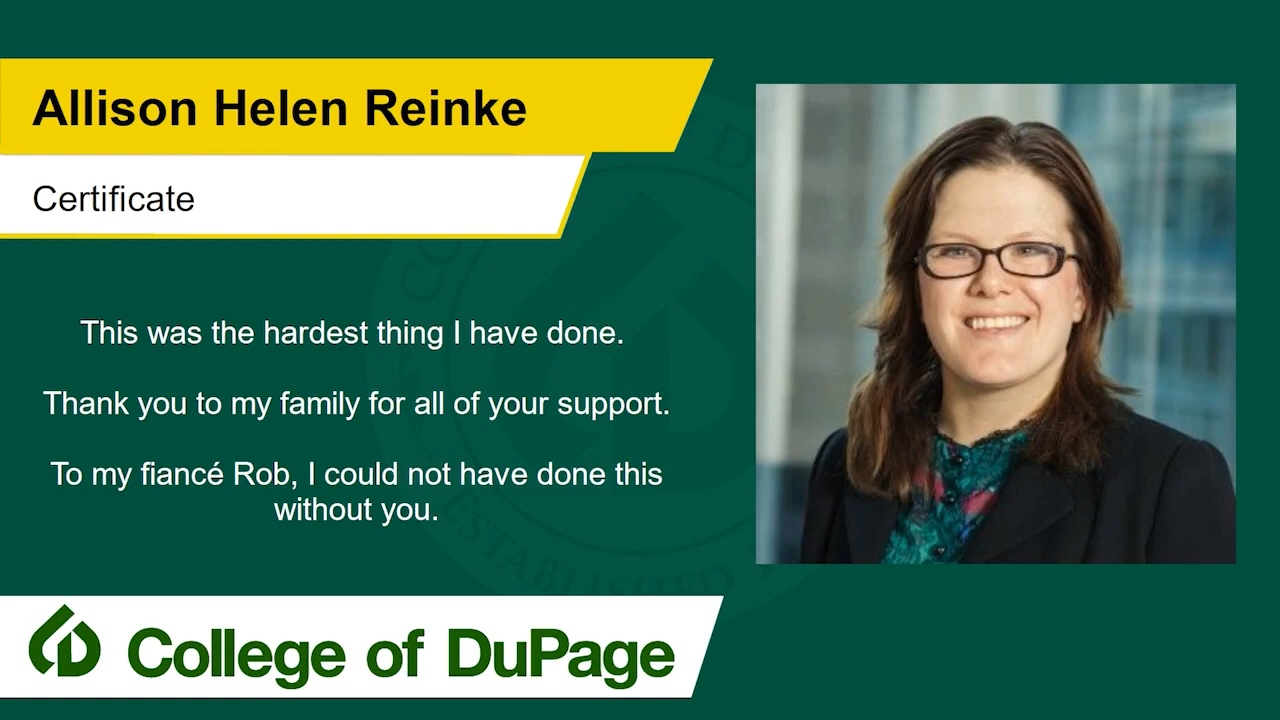 Allison Helen Reinke
Certificate
This was the hardest thing I have done.
Thank you to my family for all of your support.
To my fiancé Rob, I could not have done this
without you.
ESTABLISHED
College of DuPage